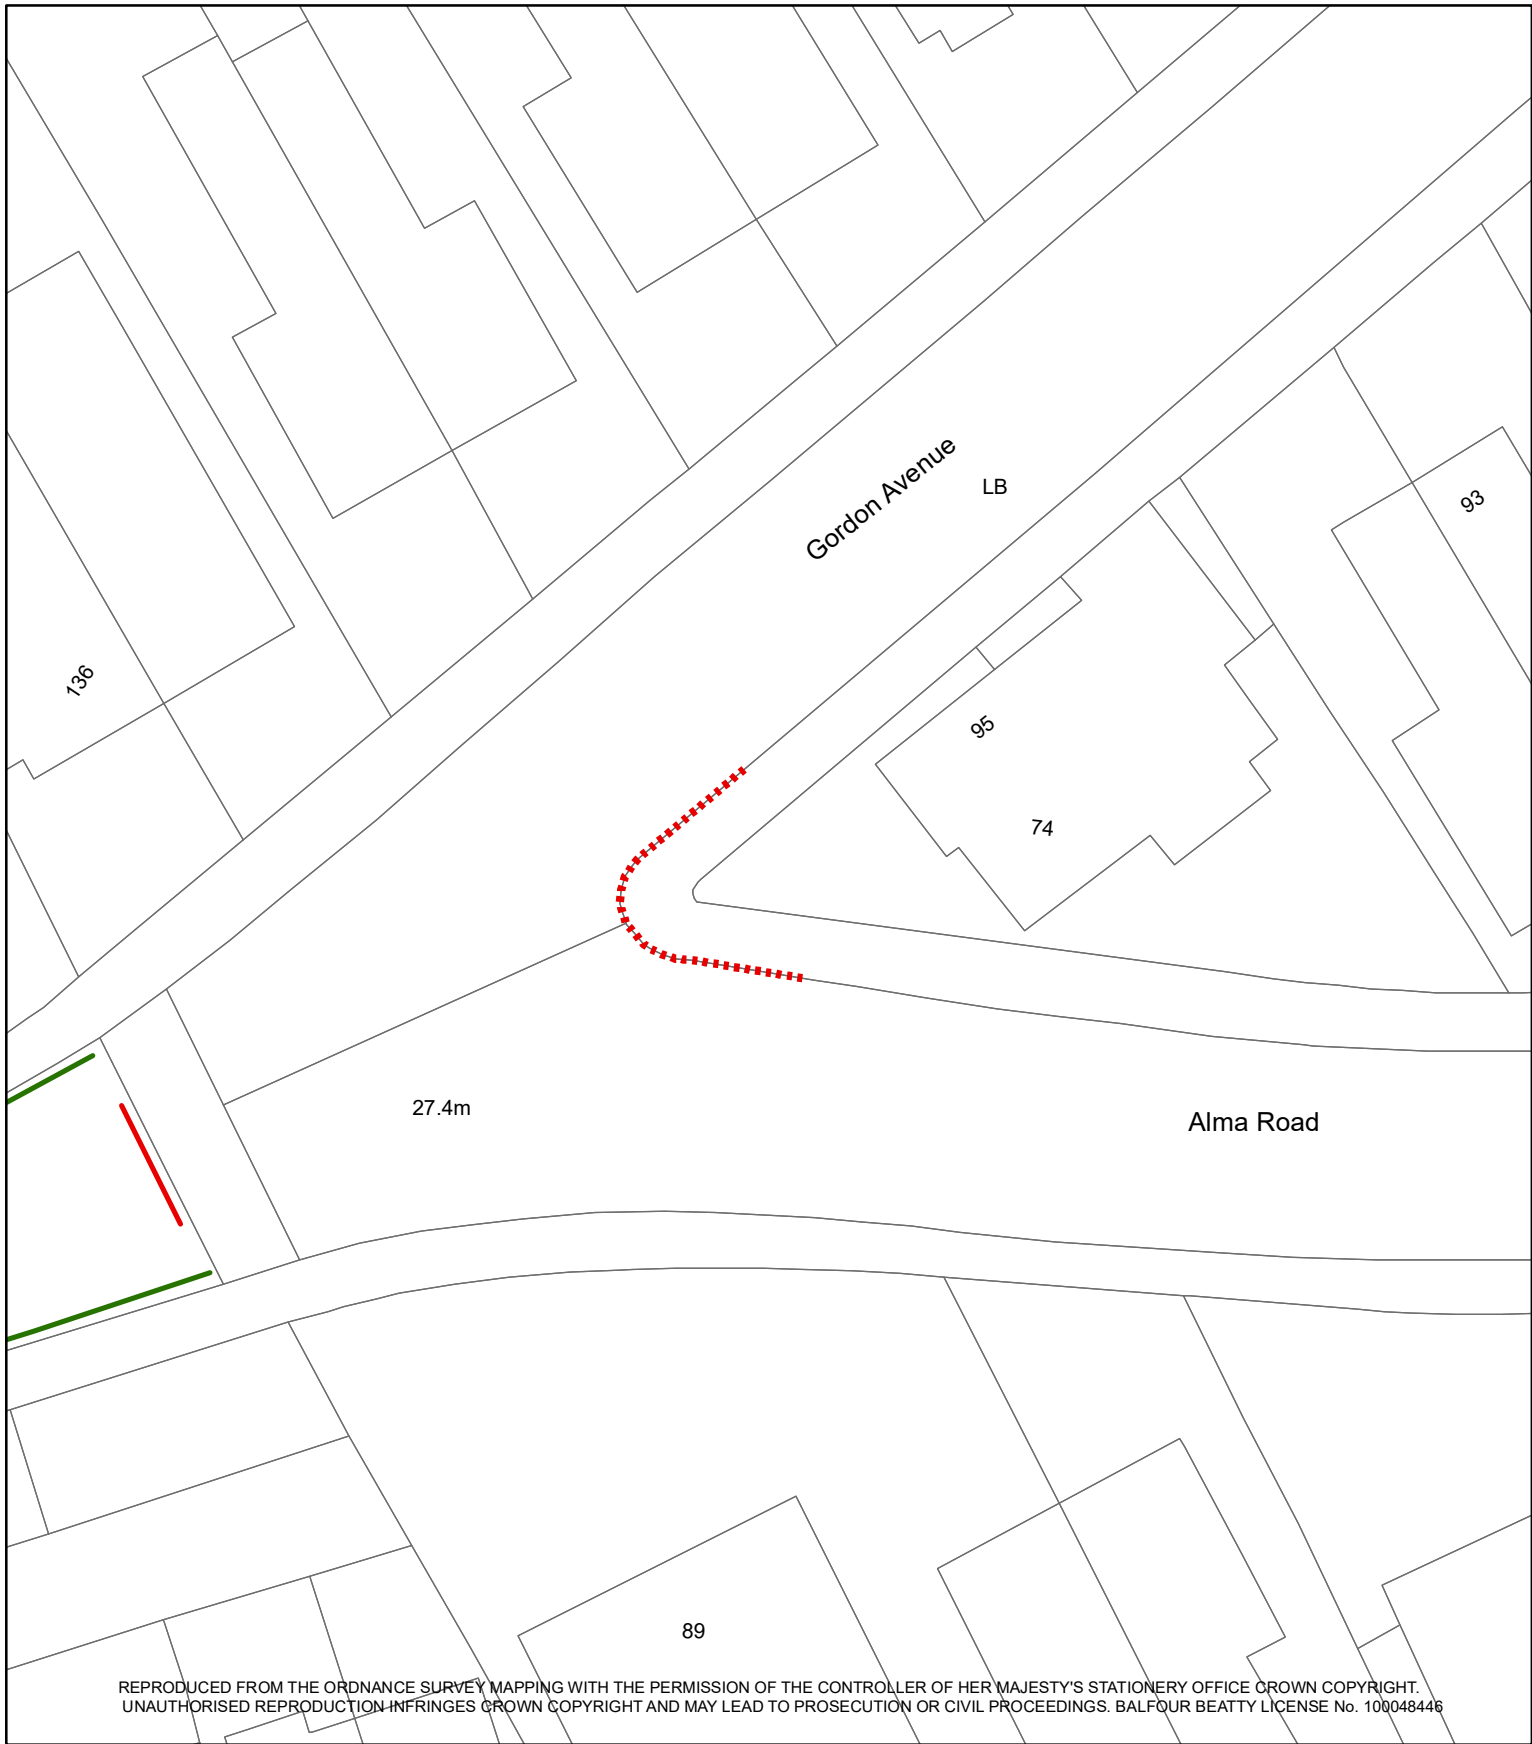 Gordon Avenue
LB
93
136
95
74
27.4m
Alma Road
89
REPRODUCED FROM THE ORDNANCE SURVEY MAPPING WITH THE PERMISSION OF THE CONTROLLER OF HER MAJESTY'S STATIONERY OFFICE CROWN COPYRIGHT.
UNAUTHORISED REPRODUCTION INFRINGES CROWN COPYRIGHT AND MAY LEAD TO PROSECUTION OR CIVIL PROCEEDINGS. BALFOUR BEATTY LICENSE No. 100048446